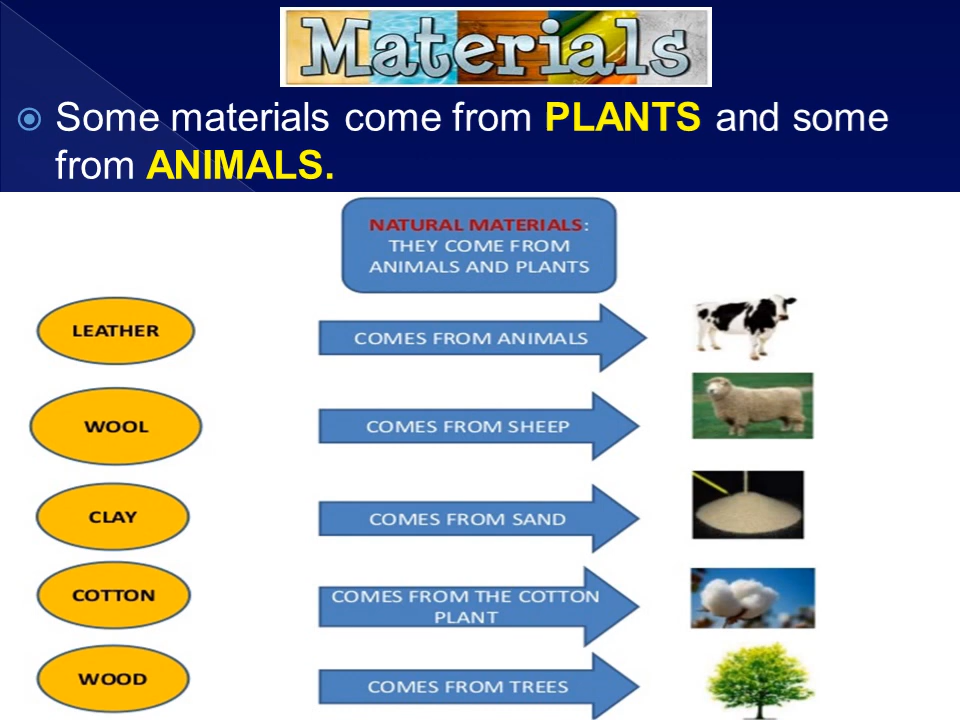 Materials
Some materials come from PLANTS and some
from ANIMALS.
NATURAL MATERIALS:
THEY COME FROM
ANIMALS AND PLANTS
LEATHER
COMES FROM ANIMALS
WOOL
COMES FROM SHEEP
CLAY
COMES FROM SAND
COTTON
COMES FROM THE COTTON
PLANT
WOOD
COMES FROM TREES